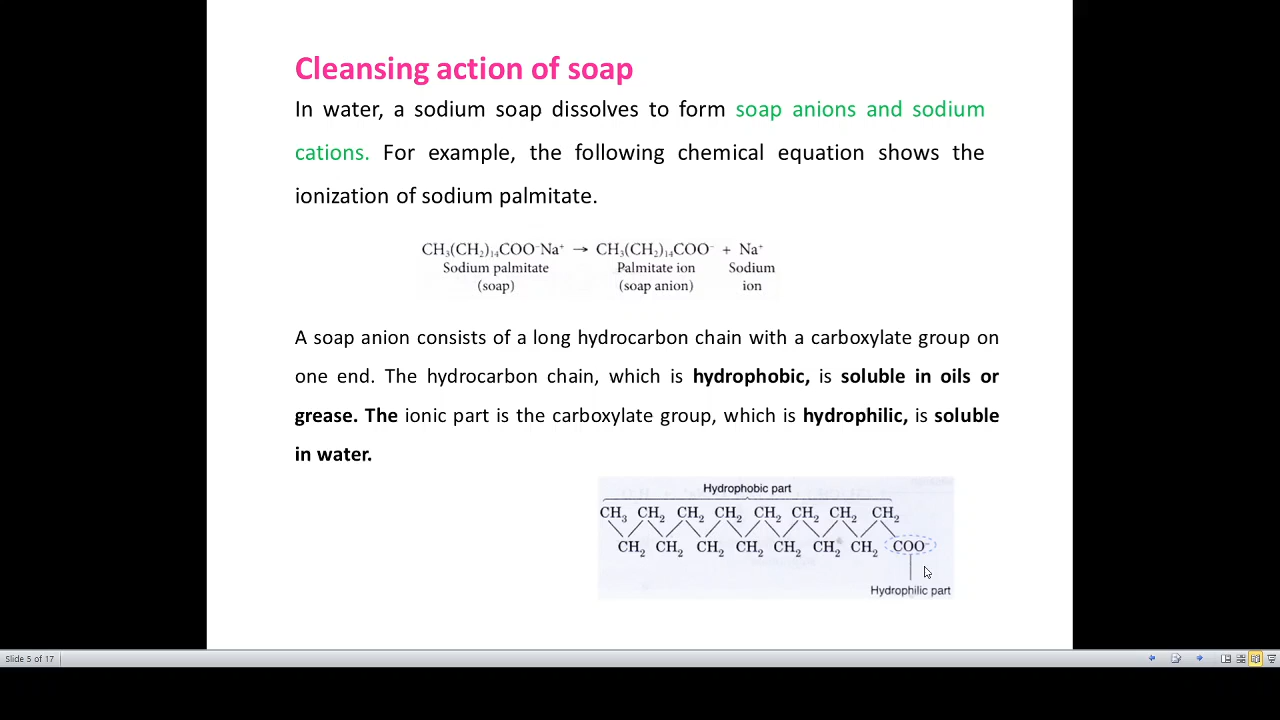 Cleansing action of soap
In water, a sodium soap dissolves to form soap anions and sodium
cations. For example, the following chemical equation shows the
ionization of sodium palmitate.
CH₃(CH₂)₁₄COO⁻Na⁺ → CH₃(CH₂)₁₄COO⁻ + Na⁺
Sodium palmitate Palmitate ion Sodium
(soap) (soap anion) ion
A soap anion consists of a long hydrocarbon chain with a carboxylate group on
one end. The hydrocarbon chain, which is hydrophobic, is soluble in oils or
grease. The ionic part is the carboxylate group, which is hydrophilic, is soluble
in water.
Hydrophobic part
CH₃ CH₂ CH₂ CH₂ CH₂ CH₂ CH₂ CH₂
CH₂ CH₂ CH₂ CH₂ CH₂ CH₂ CH₂ COO⁻
Hydrophilic part
Slide 5 of 17